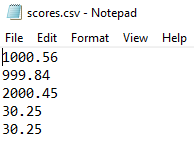 scores.csv - Notepad
File Edit Format View Help
1000.56
999.84
2000.45
30.25
30.25